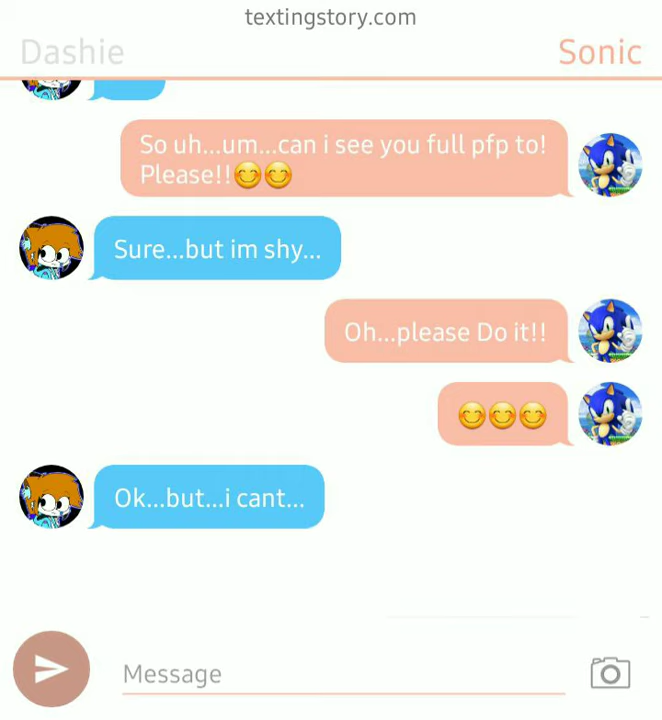 textingstory.com
Dashie
Sonic
So uh...um...can i see you full pfp to!
Please!!😊😊
Sure...but im shy...
Oh...please Do it!!
😊😊😊
Ok...but...i cant...
Message